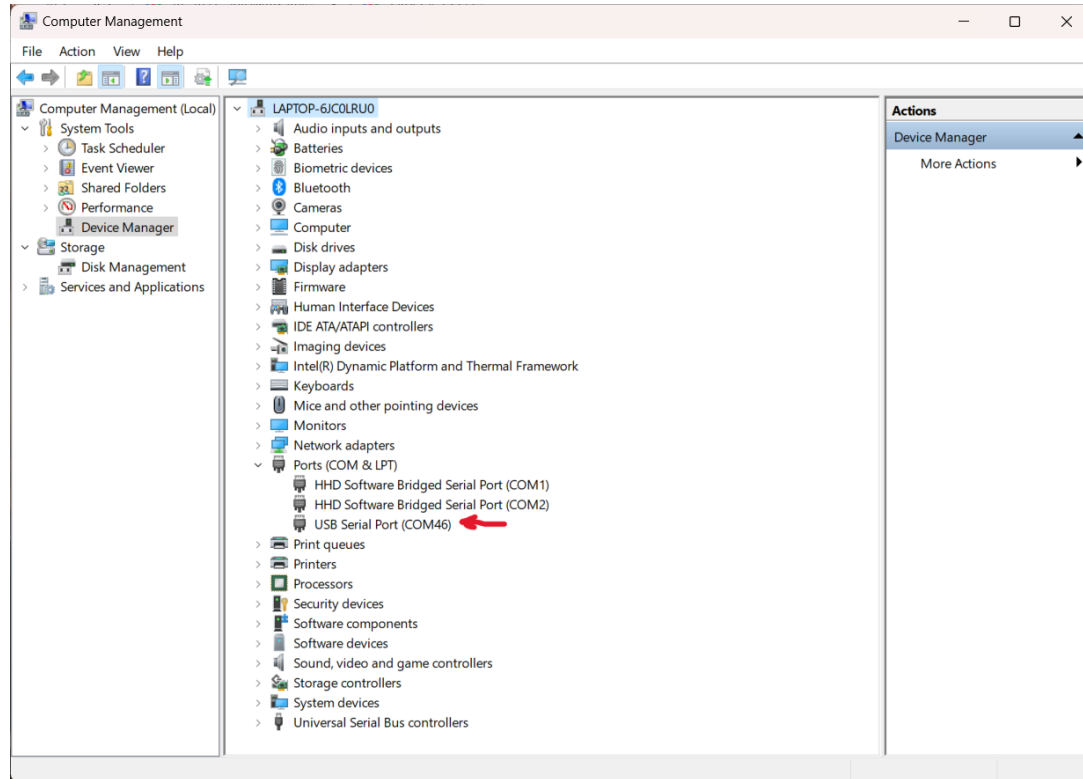 Computer Management
File Action View Help
Computer Management (Local)
System Tools
Task Scheduler
Event Viewer
Shared Folders
Performance
Device Manager
Storage
Disk Management
Services and Applications
LAPTOP-6JC0LRU0
Audio inputs and outputs
Batteries
Biometric devices
Bluetooth
Cameras
Computer
Disk drives
Display adapters
Firmware
Human Interface Devices
IDE ATA/ATAPI controllers
Imaging devices
Intel(R) Dynamic Platform and Thermal Framework
Keyboards
Mice and other pointing devices
Monitors
Network adapters
Ports (COM & LPT)
HHD Software Bridged Serial Port (COM1)
HHD Software Bridged Serial Port (COM2)
USB Serial Port (COM46)
Print queues
Printers
Processors
Security devices
Software components
Software devices
Sound, video and game controllers
Storage controllers
System devices
Universal Serial Bus controllers
Actions
Device Manager
More Actions